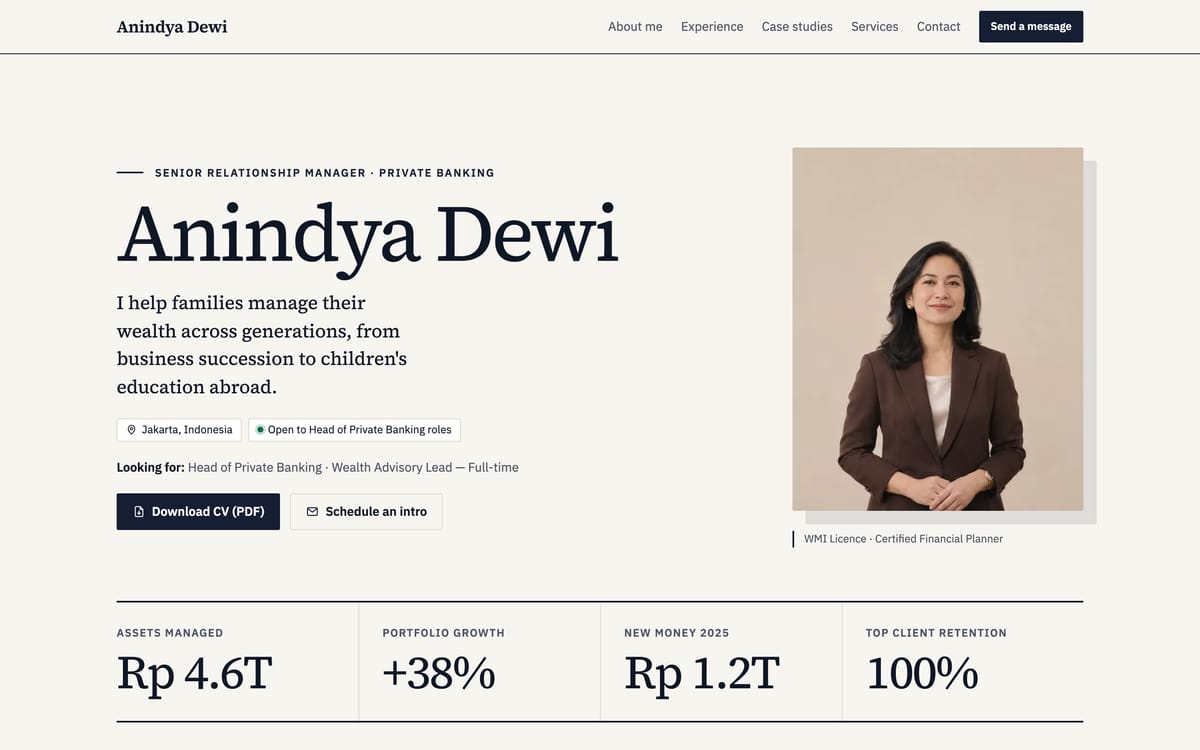 Anindya Dewi
About me
Experience
Case studies
Services
Contact
Send a message
SENIOR RELATIONSHIP MANAGER · PRIVATE BANKING
Anindya Dewi
I help families manage their
wealth across generations, from
business succession to children's
education abroad.
Jakarta, Indonesia
Open to Head of Private Banking roles
Looking for: Head of Private Banking · Wealth Advisory Lead — Full-time
Download CV (PDF)
Schedule an intro
WMI Licence · Certified Financial Planner
ASSETS MANAGED
Rp 4.6T
PORTFOLIO GROWTH
+38%
NEW MONEY 2025
Rp 1.2T
TOP CLIENT RETENTION
100%